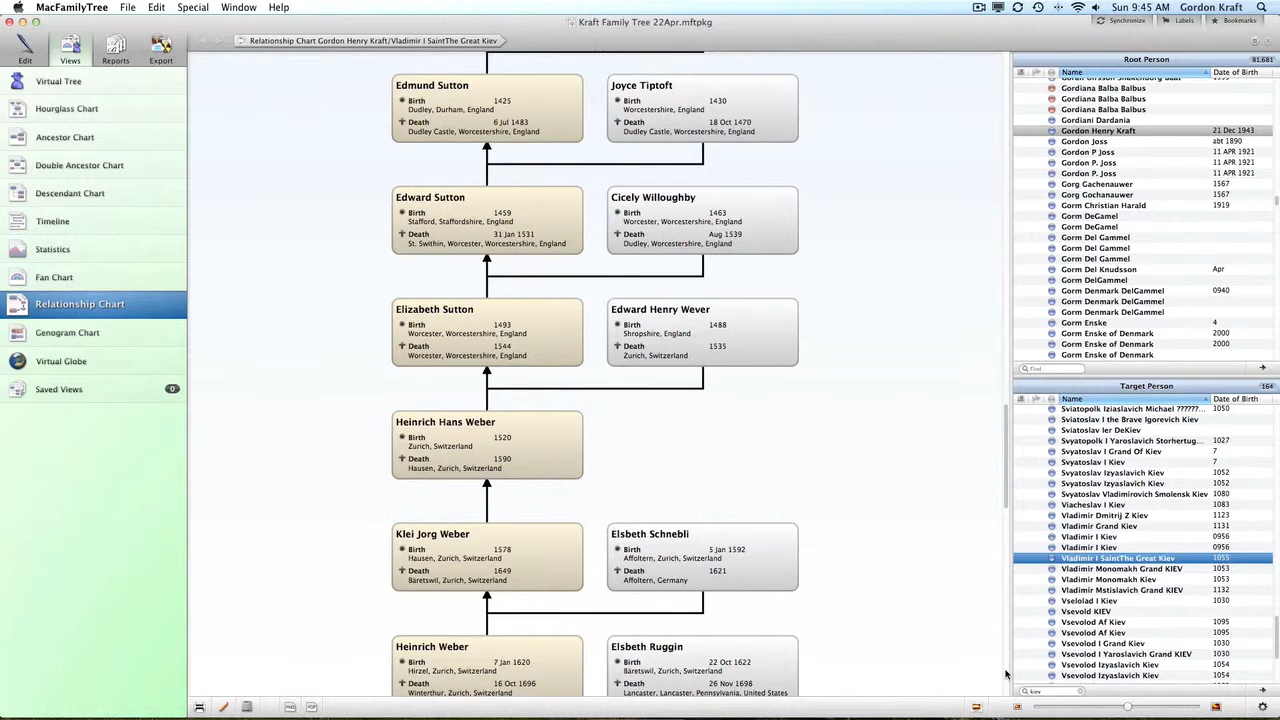 MacFamilyTree File Edit Special Window Help Sun 9:45 AM Gordon Kraft
Kraft Family Tree 22Apr.mftpkg
Synchronize Labels Bookmarks
Edit Views Reports Export
Relationship Chart Gordon Henry Kraft/Vladimir I SaintThe Great Kiev
Virtual Tree
Hourglass Chart
Ancestor Chart
Double Ancestor Chart
Descendant Chart
Timeline
Statistics
Fan Chart
Relationship Chart
Genogram Chart
Virtual Globe
Saved Views 0
Edmund Sutton
Birth 1425
Dudley, Durham, England
Death 6 Jul 1483
Dudley Castle, Worcestershire, England
Joyce Tiptoft
Birth 1430
Worcestershire, England
Death 18 Oct 1470
Dudley Castle, Worcestershire, England
Edward Sutton
Birth 1459
Stafford, Staffordshire, England
Death 31 Jan 1531
St. Swithin, Worcester, Worcestershire, England
Cicely Willoughby
Birth 1463
Worcester, Worcestershire, England
Death Aug 1539
Dudley, Worcestershire, England
Elizabeth Sutton
Birth 1493
Worcester, Worcestershire, England
Death 1544
Worcester, Worcestershire, England
Edward Henry Wever
Birth 1488
Shropshire, England
Death 1535
Zurich, Switzerland
Heinrich Hans Weber
Birth 1520
Zurich, Switzerland
Death 1590
Hausen, Zurich, Switzerland
Klei Jorg Weber
Birth 1578
Hausen, Zurich, Switzerland
Death 1649
Bäretswil, Zurich, Switzerland
Elsbeth Schnebli
Birth 5 Jan 1592
Affoltern, Zurich, Switzerland
Death 1621
Affoltern, Germany
Heinrich Weber
Birth 7 Jan 1620
Hirzel, Zurich, Switzerland
Death 16 Oct 1696
Winterthur, Zurich, Switzerland
Elsbeth Ruggin
Birth 22 Oct 1622
Bäretswil, Zurich, Switzerland
Death 26 Nov 1698
Lancaster, Lancaster, Pennsylvania, United States
Root Person 81.681
Name Date of Birth
Gordiana Balba Balbus
Gordiana Balba Balbus
Gordiana Balba Balbus
Gordiani Dardania
Gordon Henry Kraft 21 Dec 1943
Gordon Joss abt 1890
Gordon P Joss 11 APR 1921
Gordon P. Joss 11 APR 1921
Gordon P. Joss 11 APR 1921
Gorg Gachenauwer 1567
Gorg Gochenauwer 1567
Gorm Christian Harald 1919
Gorm DeGamel
Gorm DeGamel
Gorm Del Gammel
Gorm Del Gammel
Gorm Del Gammel
Gorm Del Knudsson Apr
Gorm DelGammel
Gorm Denmark DelGammel 0940
Gorm Denmark DelGammel
Gorm Denmark DelGammel
Gorm Enske 4
Gorm Enske of Denmark 2000
Gorm Enske of Denmark 2000
Gorm Enske of Denmark
Find
Target Person 164
Name Date of Birth
Sviatopolk Iziaslavich Michael ??????... 1050
Sviatoslav I the Brave Igorevich Kiev
Sviatoslav Ier DeKiev
Svyatopolk I Yaroslavich Storhertug... 1027
Svyatoslav I Grand Of Kiev 7
Svyatoslav I Kiev 7
Svyatoslav Izyaslavich Kiev 1052
Svyatoslav Izyaslavich Kiev 1052
Svyatoslav Vladimirovich Smolensk Kiev 1080
Viacheslav I Kiev 1083
Vladimir Dmitrij Z Kiev 1123
Vladimir Grand Kiev 1131
Vladimir I Kiev 0956
Vladimir I Kiev 0956
Vladimir I SaintThe Great Kiev 1055
Vladimir Monomakh Grand KIEV 1053
Vladimir Monomakh Kiev 1053
Vladimir Mstislavich Grand KIEV 1132
Vselolad I Kiev 1030
Vsevold KIEV
Vsevolod Af Kiev 1095
Vsevolod Af Kiev 1095
Vsevolod I Grand Kiev 1030
Vsevolod I Yaroslavich Grand KIEV 1030
Vsevolod Izyaslavich Kiev 1054
Vsevolod Izyaslavich Kiev 1054
kiev
PNG PDF